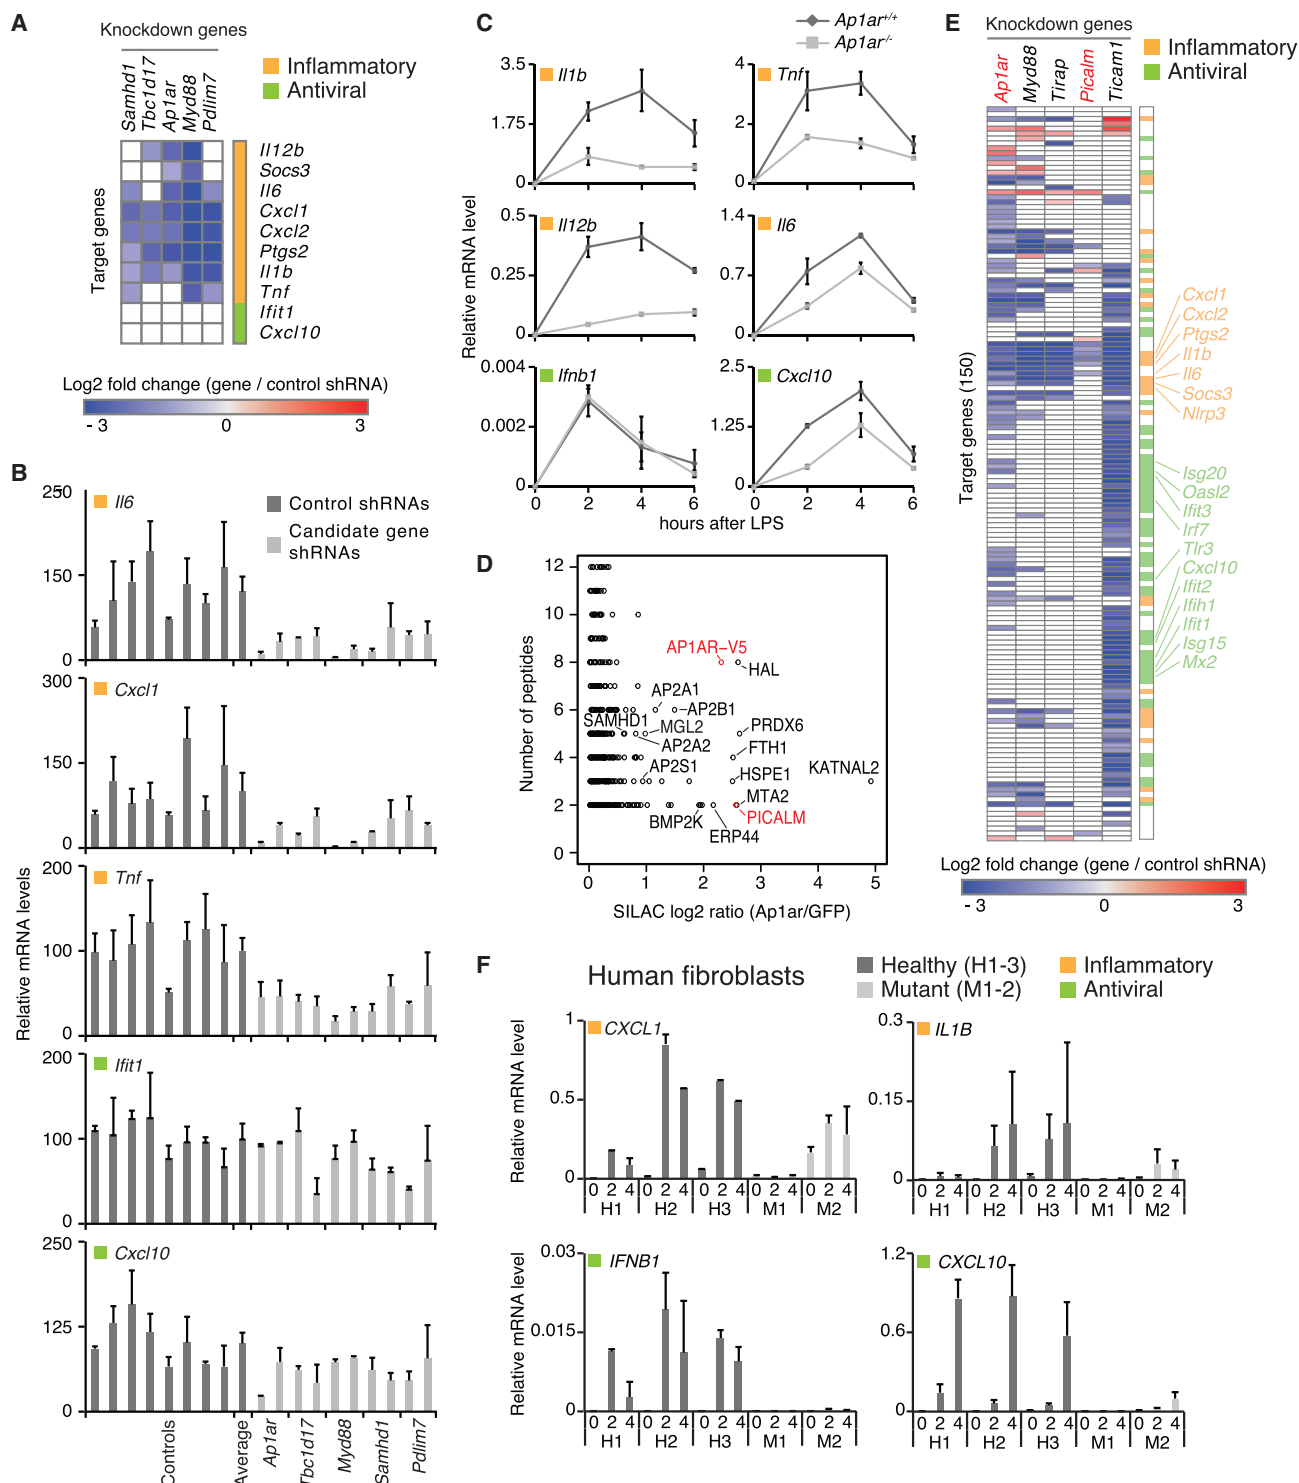 A
Knockdown genes
Samhd1
Tbc1d17
Ap1ar
Myd88
Pdlim7
Inflammatory
Antiviral
Target genes
Il12b
Socs3
Il6
Cxcl1
Cxcl2
Ptgs2
Il1b
Tnf
Ifit1
Cxcl10
Log2 fold change (gene / control shRNA)
- 3
0
3
B
Relative mRNA levels
Control shRNAs
Candidate gene
shRNAs
Il6
250
150
0
Cxcl1
300
150
0
Tnf
200
100
0
Ifit1
200
100
0
Cxcl10
250
125
0
Controls
Average
Ap1ar
Tbc1d17
Myd88
Samhd1
Pdlim7
C
Ap1ar+/+
Ap1ar-/-
Relative mRNA level
Il1b
3.5
1.75
0
Tnf
4
2
0
Il12b
0.5
0.25
0
Il6
1.4
0.7
0
Ifnb1
0.004
0.002
0
Cxcl10
2.5
1.25
0
0 2 4 6
0 2 4 6
hours after LPS
D
Number of peptides
12
10
8
6
4
2
0
AP1AR−V5
HAL
AP2A1
AP2B1
SAMHD1
MGL2
PRDX6
AP2A2
FTH1
AP2S1
HSPE1
KATNAL2
MTA2
BMP2K
PICALM
ERP44
0 1 2 3 4 5
SILAC log2 ratio (Ap1ar/GFP)
E
Knockdown genes
Ap1ar
Myd88
Tirap
Picalm
Ticam1
Inflammatory
Antiviral
Target genes (150)
Cxcl1
Cxcl2
Ptgs2
Il1b
Il6
Socs3
Nlrp3
Isg20
Oasl2
Ifit3
Irf7
Tlr3
Cxcl10
Ifit2
Ifih1
Ifit1
Isg15
Mx2
Log2 fold change (gene / control shRNA)
- 3
0
3
F
Human fibroblasts
Healthy (H1-3)
Mutant (M1-2)
Inflammatory
Antiviral
Relative mRNA level
CXCL1
1
0.5
0
0 2 4 0 2 4 0 2 4 0 2 4 0 2 4
H1 H2 H3 M1 M2
IL1B
0.3
0.15
0
0 2 4 0 2 4 0 2 4 0 2 4 0 2 4
H1 H2 H3 M1 M2
Relative mRNA level
IFNB1
0.03
0.015
0
0 2 4 0 2 4 0 2 4 0 2 4 0 2 4
H1 H2 H3 M1 M2
CXCL10
1.2
0.6
0
0 2 4 0 2 4 0 2 4 0 2 4 0 2 4
H1 H2 H3 M1 M2